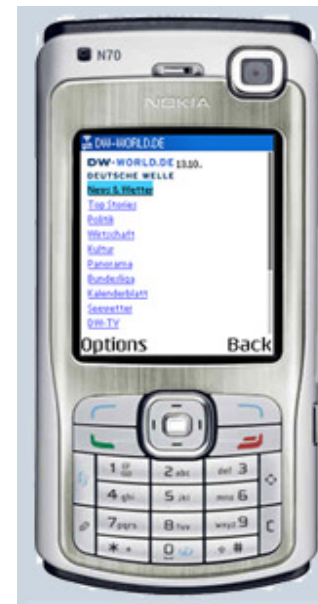 N70
NOKIA
DW-WORLD.DE
DW-WORLD.DE 13.10.
DEUTSCHE WELLE
News & Wetter
Top Stories
Politik
Wirtschaft
Kultur
Panorama
Bundesliga
Kalenderblatt
Seewetter
DW-TV
Options Back
1 2 abc def 3
4 ghi 5 jkl mno 6
7 pqrs 8 tuv wxyz 9 C
* + 0 #